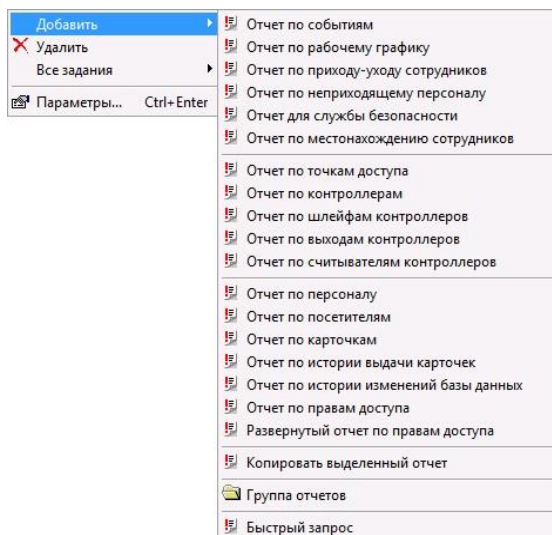 Добавить
Удалить
Все задания
Параметры... Ctrl+Enter
Отчет по событиям
Отчет по рабочему графику
Отчет по приходу-уходу сотрудников
Отчет по неприходящему персоналу
Отчет для службы безопасности
Отчет по местонахождению сотрудников
Отчет по точкам доступа
Отчет по контроллерам
Отчет по шлейфам контроллеров
Отчет по выходам контроллеров
Отчет по считывателям контроллеров
Отчет по персоналу
Отчет по посетителям
Отчет по карточкам
Отчет по истории выдачи карточек
Отчет по истории изменений базы данных
Отчет по правам доступа
Развернутый отчет по правам доступа
Копировать выделенный отчет
Группа отчетов
Быстрый запрос